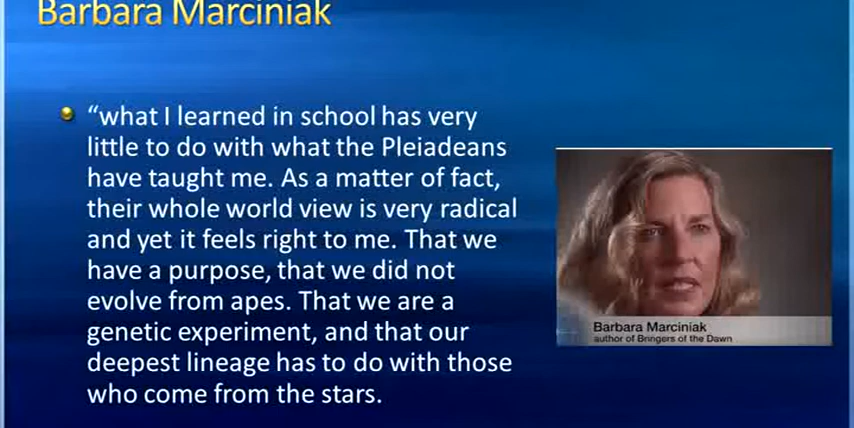 Barbara Marciniak
“what I learned in school has very
little to do with what the Pleiadeans
have taught me. As a matter of fact,
their whole world view is very radical
and yet it feels right to me. That we
have a purpose, that we did not
evolve from apes. That we are a
genetic experiment, and that our
deepest lineage has to do with those
who come from the stars.
Barbara Marciniak
author of Bringers of the Dawn